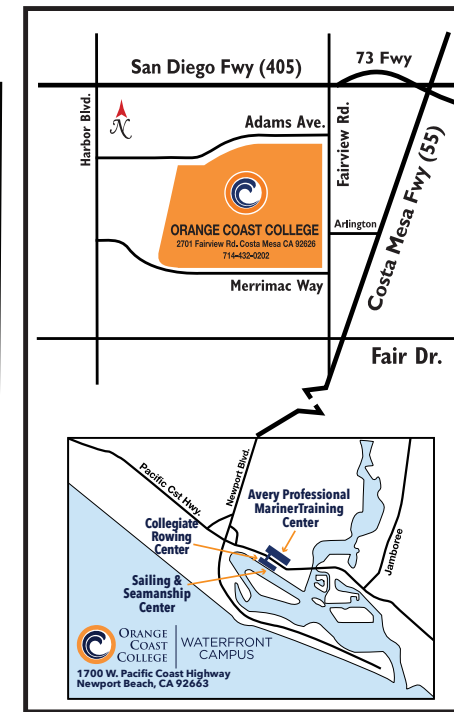 73 Fwy
San Diego Fwy (405)
Harbor Blvd.
N
Adams Ave.
Fairview Rd.
Costa Mesa Fwy (55)
ORANGE COAST COLLEGE
2701 Fairview Rd. Costa Mesa CA 92626
714-432-0202
Arlington
Merrimac Way
Fair Dr.
Pacific Cst Hwy.
Newport Blvd.
Avery Professional
MarinerTraining
Center
Collegiate
Rowing
Center
Jamboree
Sailing &
Seamanship
Center
ORANGE
COAST
COLLEGE
WATERFRONT
CAMPUS
1700 W. Pacific Coast Highway
Newport Beach, CA 92663